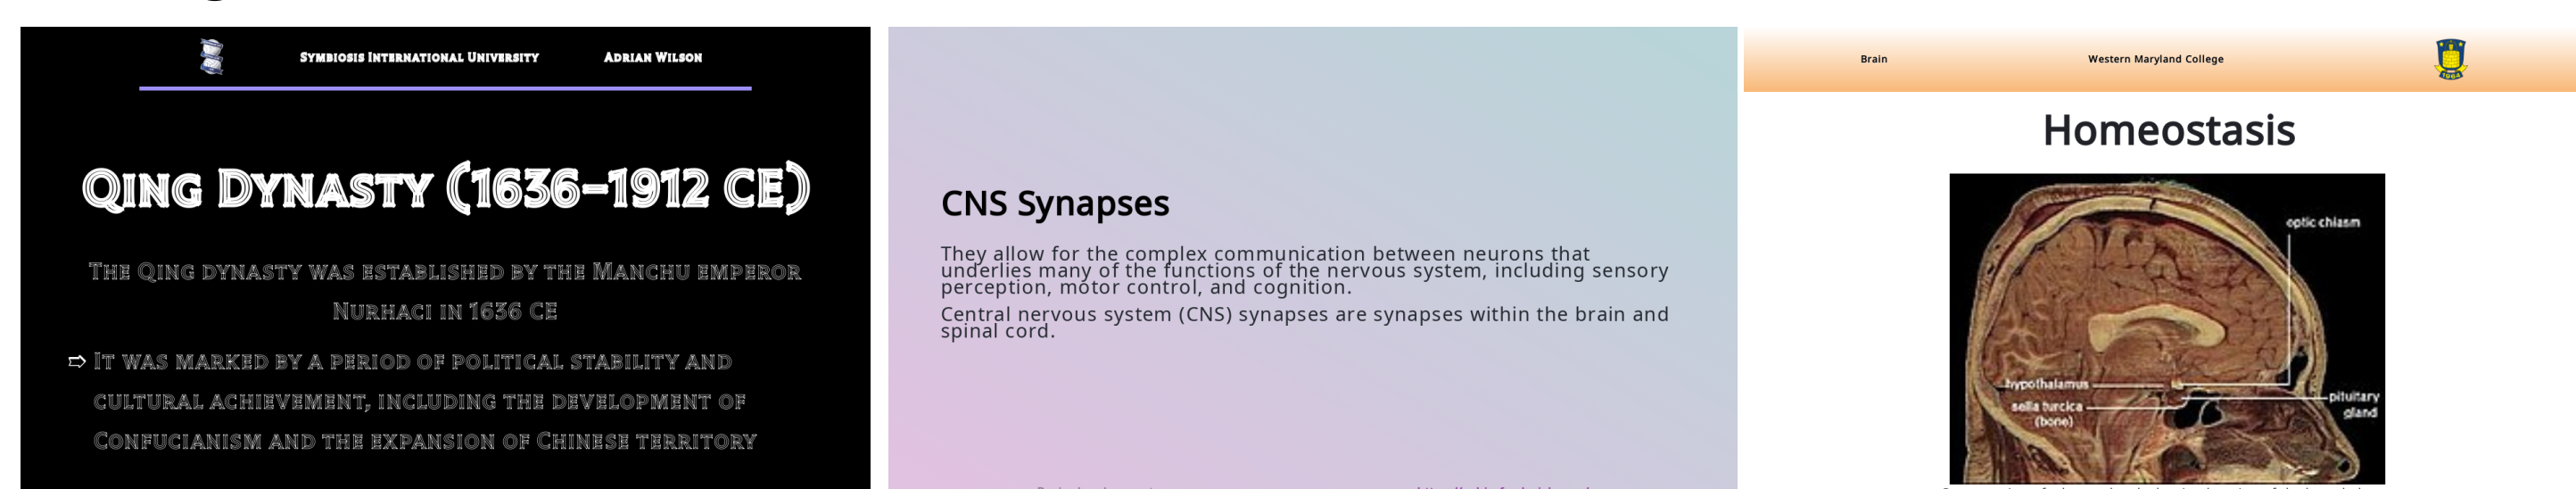 Symbiosis International University
Adrian Wilson
Qing Dynasty (1636–1912 CE)
The Qing dynasty was established by the Manchu emperor
Nurhaci in 1636 CE
⇨ It was marked by a period of political stability and
cultural achievement, including the development of
Confucianism and the expansion of Chinese territory
CNS Synapses
They allow for the complex communication between neurons that
underlies many of the functions of the nervous system, including sensory
perception, motor control, and cognition.
Central nervous system (CNS) synapses are synapses within the brain and
spinal cord.
Brain
Western Maryland College
1964
Homeostasis
optic chiasm
hypothalamus
sella turcica
(bone)
pituitary
gland